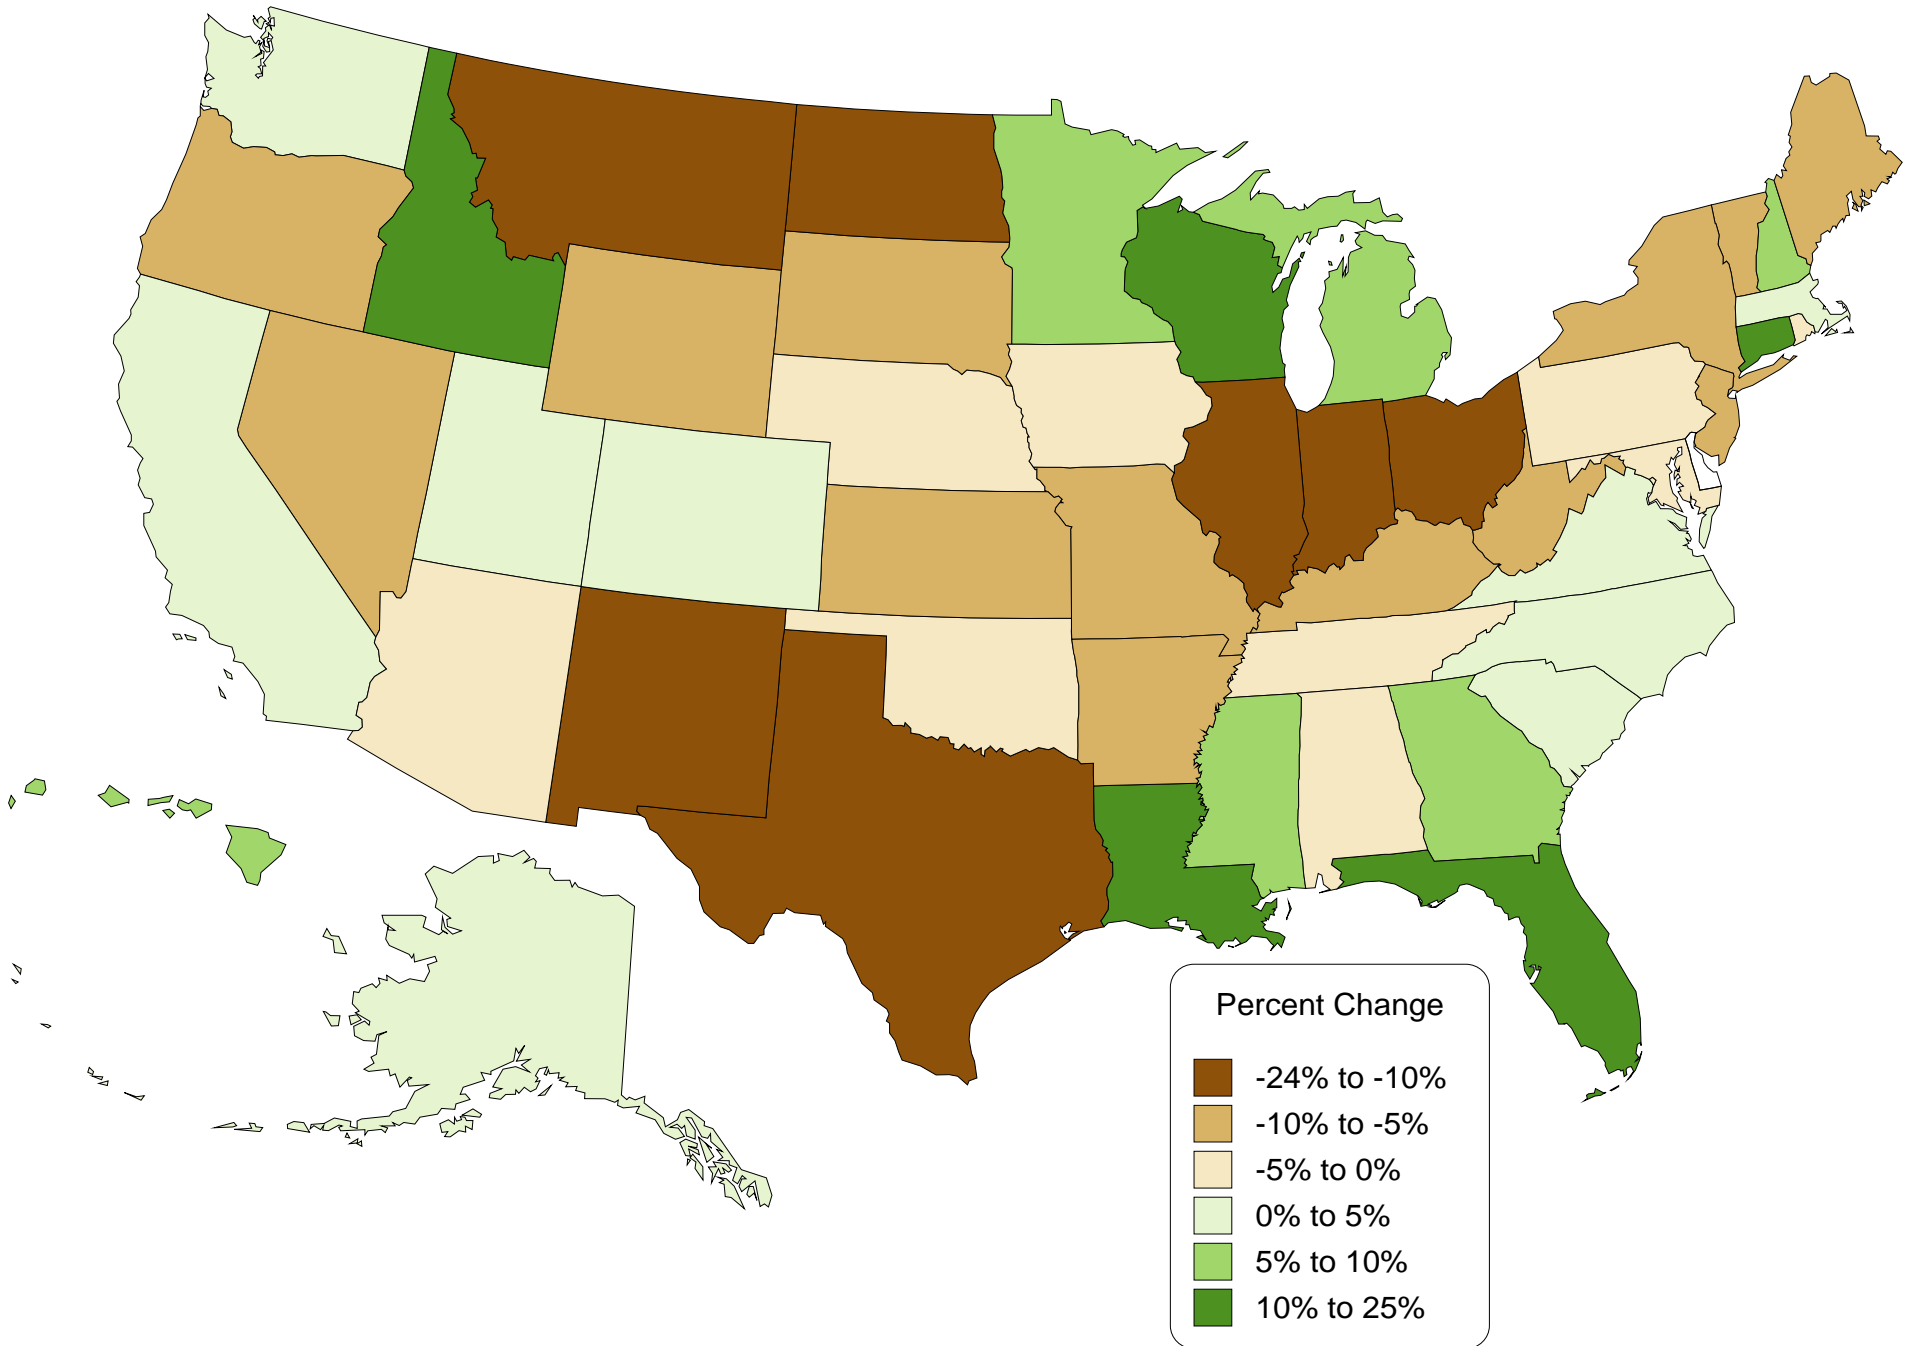 Percent Change
-24% to -10%
-10% to -5%
-5% to 0%
0% to 5%
5% to 10%
10% to 25%